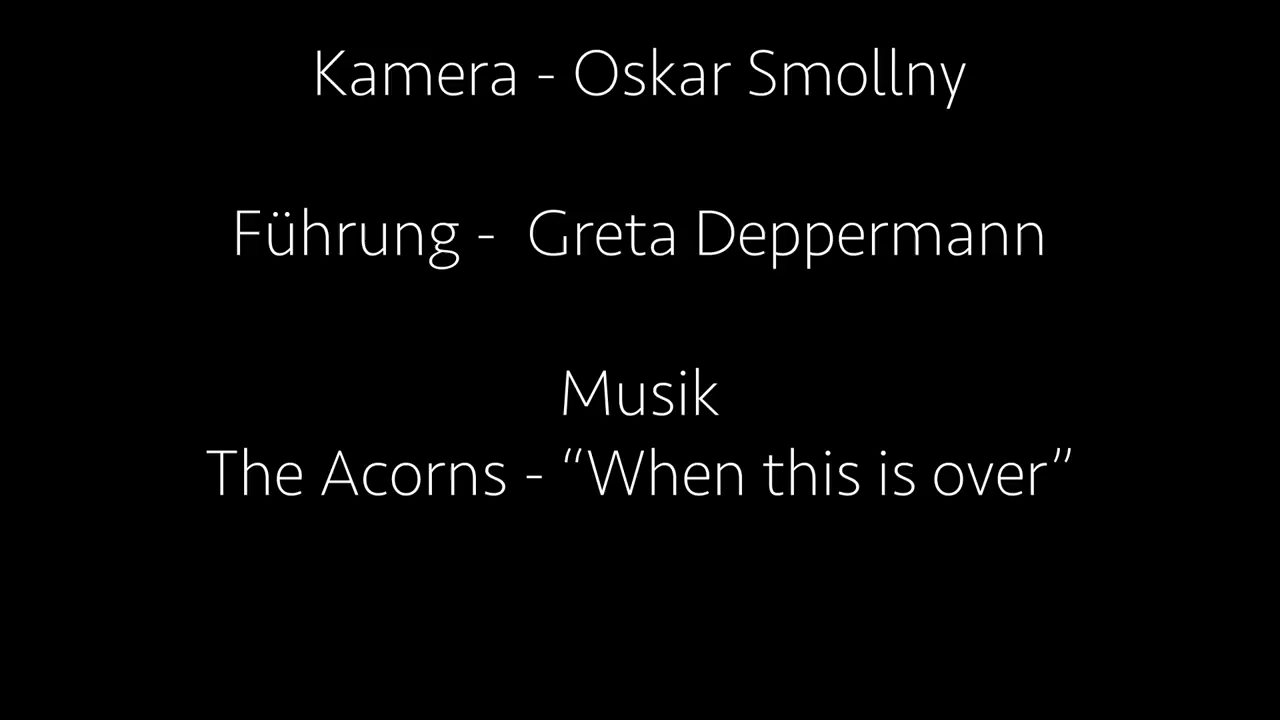 Kamera - Oskar Smollny
Führung -  Greta Deppermann
Musik
The Acorns - “When this is over”